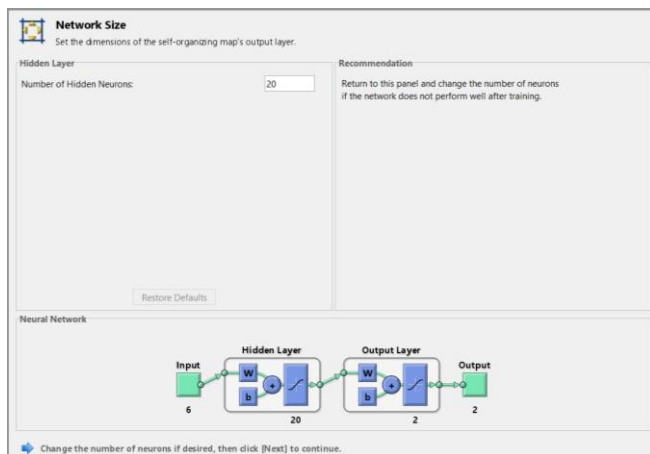 Network Size
Set the dimensions of the self-organizing map's output layer.
Hidden Layer
Number of Hidden Neurons:
20
Restore Defaults
Recommendation
Return to this panel and change the number of neurons
if the network does not perform well after training.
Neural Network
Hidden Layer
Output Layer
Input
Output
W
b
+
W
b
+
6
20
2
2
Change the number of neurons if desired, then click [Next] to continue.